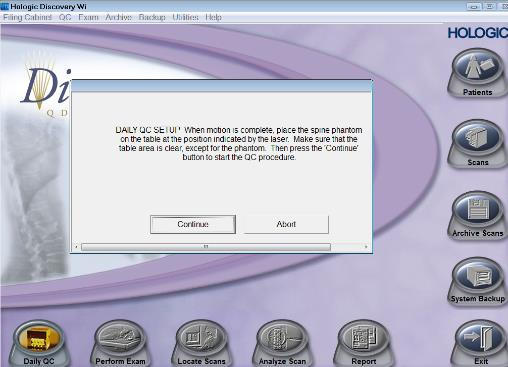 Hologic Discovery Wi
Filing Cabinet QC Exam Archive Backup Utilities Help
HOLOGIC
Di
Q D
Patients
DAILY QC SETUP When motion is complete, place the spine phantom
on the table at the position indicated by the laser. Make sure that the
table area is clear, except for the phantom. Then press the 'Continue'
button to start the QC procedure.
Scans
Continue Abort
Archive Scans
System Backup
Daily QC Perform Exam Locate Scans Analyze Scan Report Exit